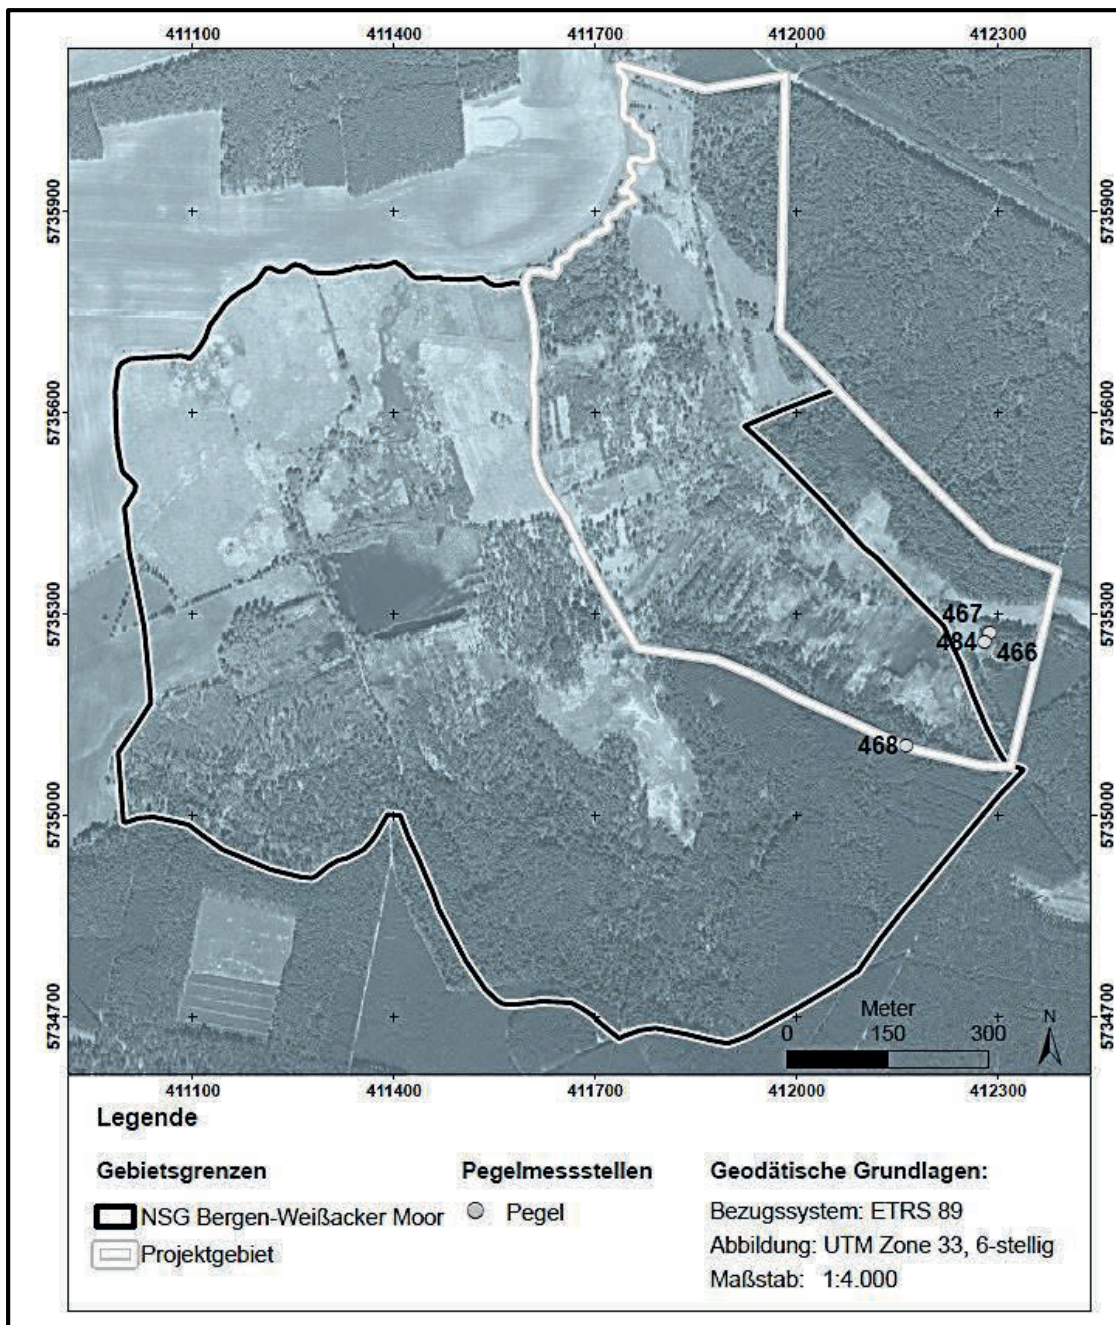 411100 411400 411700 412000 412300
5735900 5735900
5735600 5735600
5735300 5735300
467
484
466
468
5735000 5735000
5734700 5734700
Meter
N
0 150 300
411100 411400 411700 412000 412300
Legende
Gebietsgrenzen
NSG Bergen-Weißacker Moor
Projektgebiet
Pegelmessstellen
Pegel
Geodätische Grundlagen:
Bezugssystem: ETRS 89
Abbildung: UTM Zone 33, 6-stellig
Maßstab: 1:4.000